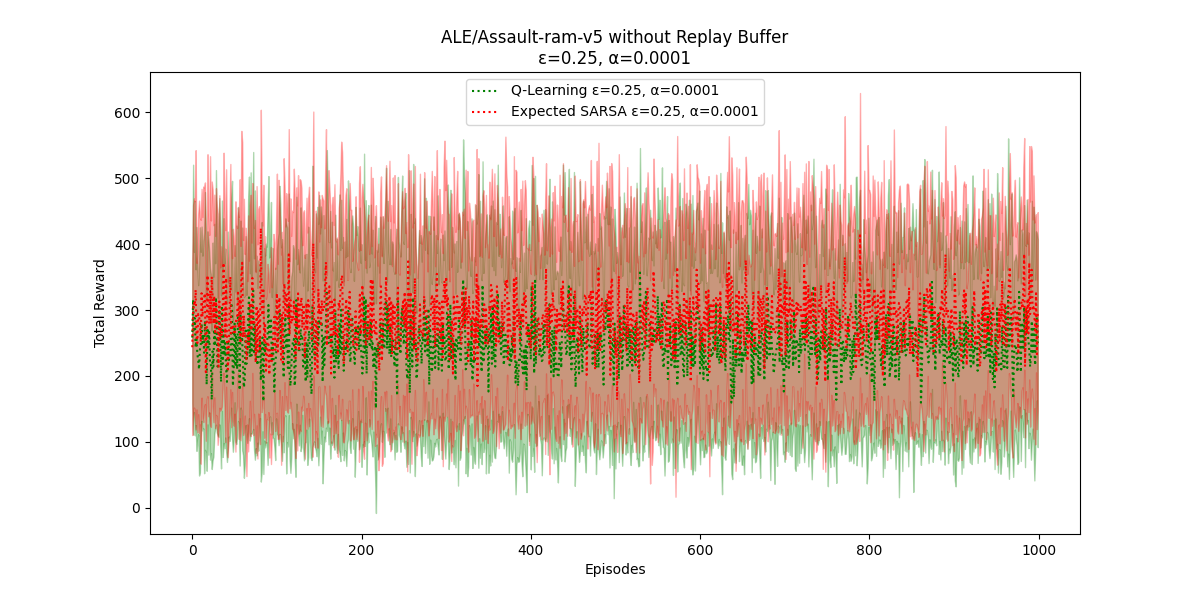 ALE/Assault-ram-v5 without Replay Buffer
ε=0.25, α=0.0001
Q-Learning ε=0.25, α=0.0001
Expected SARSA ε=0.25, α=0.0001
Total Reward
600
500
400
300
200
100
0
0 200 400 600 800 1000
Episodes